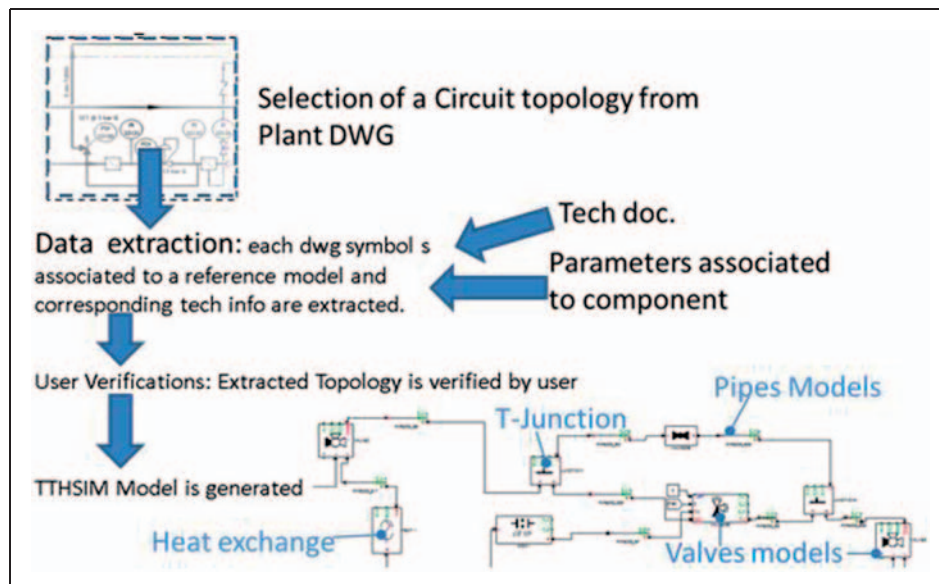 Selection of a Circuit topology from
Plant DWG
Tech doc.
Data extraction: each dwg symbol s
associated to a reference model and
corresponding tech info are extracted.
Parameters associated
to component
User Verifications: Extracted Topology is verified by user
Pipes Models
T-Junction
TTHSIM Model is generated
Heat exchange
Valves models